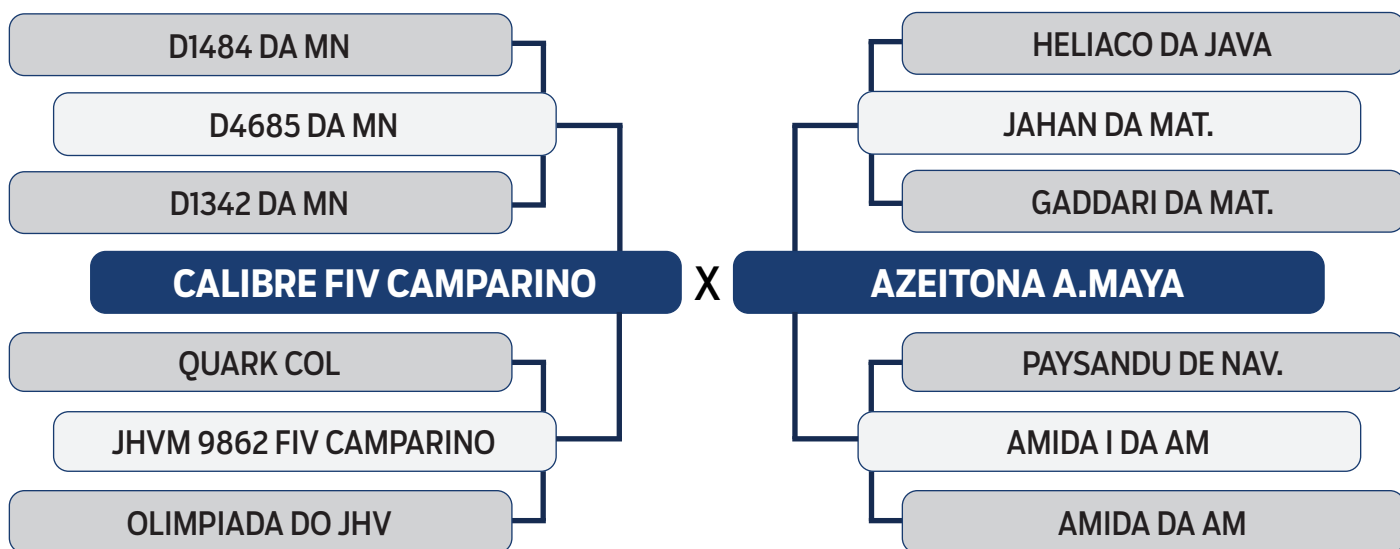 D1484 DA MN
HELIACO DA JAVA
D4685 DA MN
JAHAN DA MAT.
D1342 DA MN
GADDARI DA MAT.
CALIBRE FIV CAMPARINO X AZEITONA A.MAYA
QUARK COL
PAYSANDU DE NAV.
JHVM 9862 FIV CAMPARINO
AMIDA I DA AM
OLIMPIADA DO JHV
AMIDA DA AM